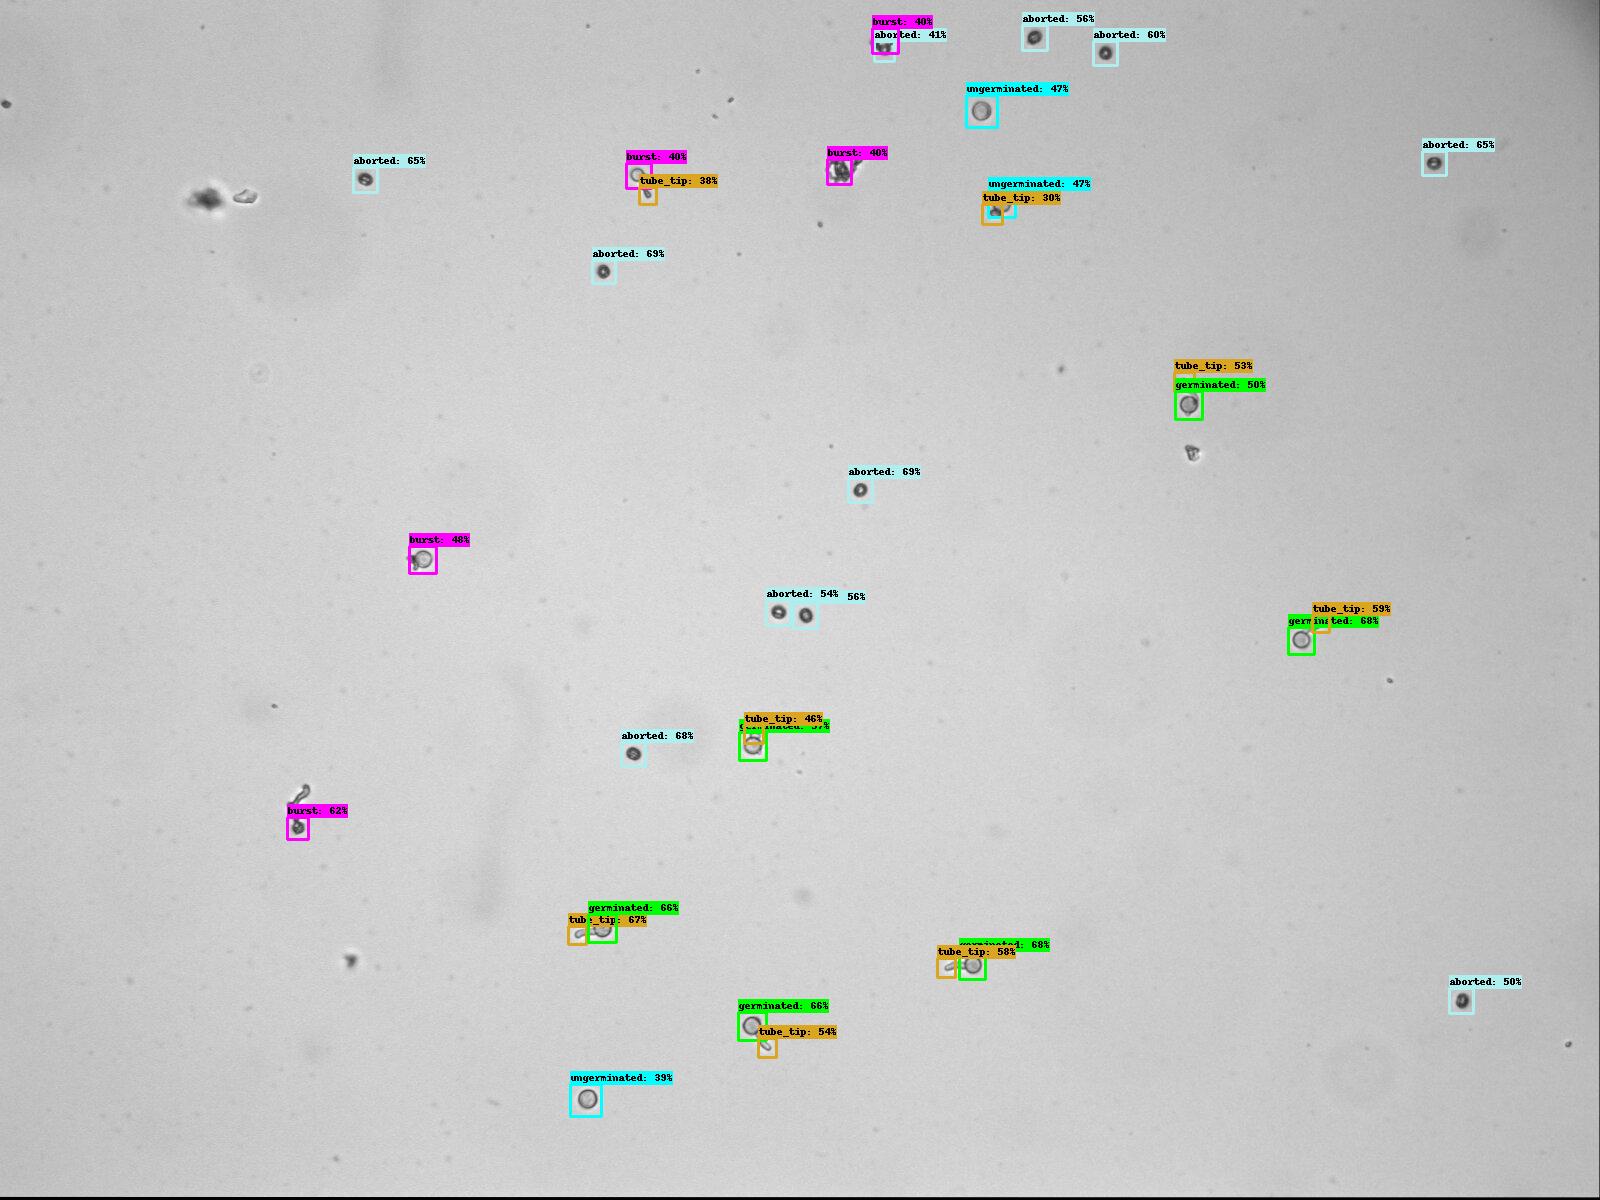 burst: 40%
aborted: 41%
aborted: 56%
aborted: 60%
ungerminated: 47%
aborted: 65%
burst: 40%
tube_tip: 38%
burst: 40%
aborted: 65%
ungerminated: 47%
tube_tip: 30%
aborted: 69%
tube_tip: 53%
germinated: 50%
aborted: 69%
burst: 48%
aborted: 54% 56%
tube_tip: 59%
germinated: 68%
tube_tip: 46%
aborted: 68%
burst: 62%
germinated: 66%
tube_tip: 67%
germinated: 68%
tube_tip: 58%
aborted: 50%
germinated: 66%
tube_tip: 54%
ungerminated: 39%